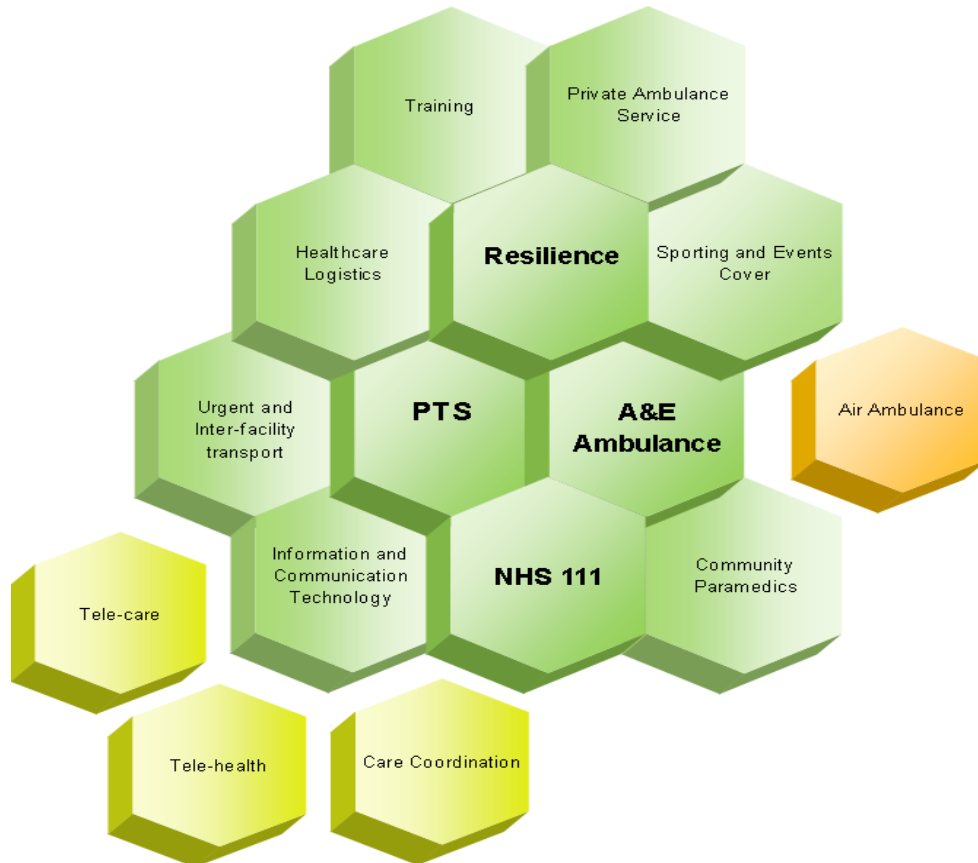 Training
Private Ambulance
Service
Healthcare
Logistics
Resilience
Sporting and Events
Cover
Urgent and
Inter-facility
transport
PTS
A&E
Ambulance
Air Ambulance
Information and
Communication
Technology
NHS 111
Community
Paramedics
Tele-care
Tele-health
Care Coordination